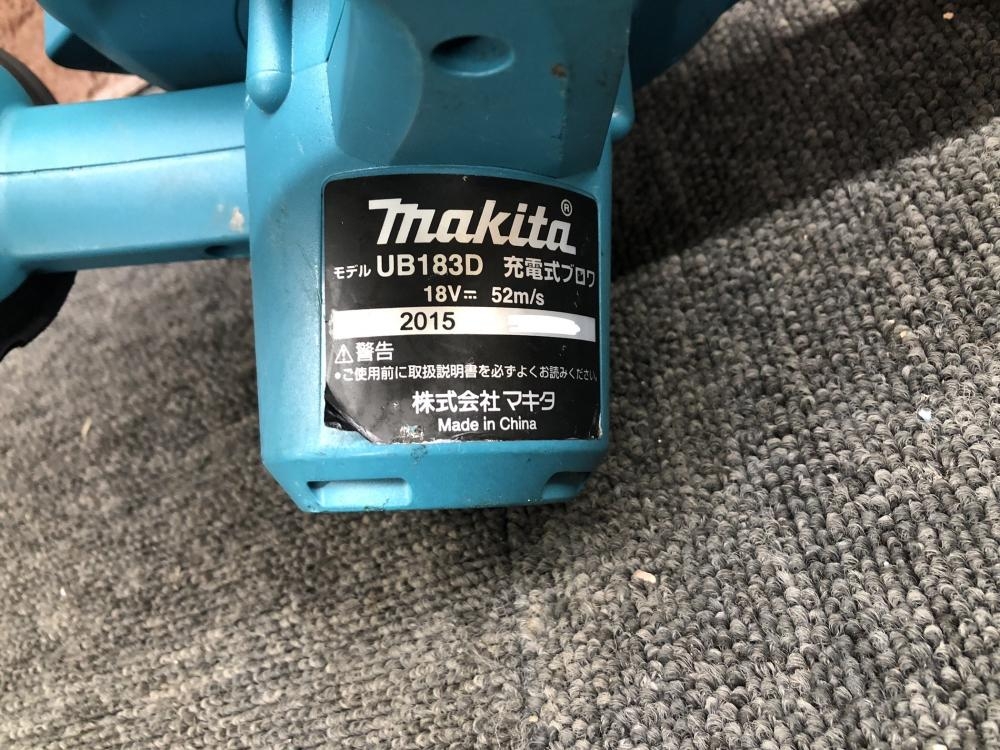 makita®
モデル UB183D 充電式ブロワ
18V⎓ 52m/s
2015
⚠警告
•ご使用前に取扱説明書を必ずよくお読みください。
株式会社マキタ
Made in China